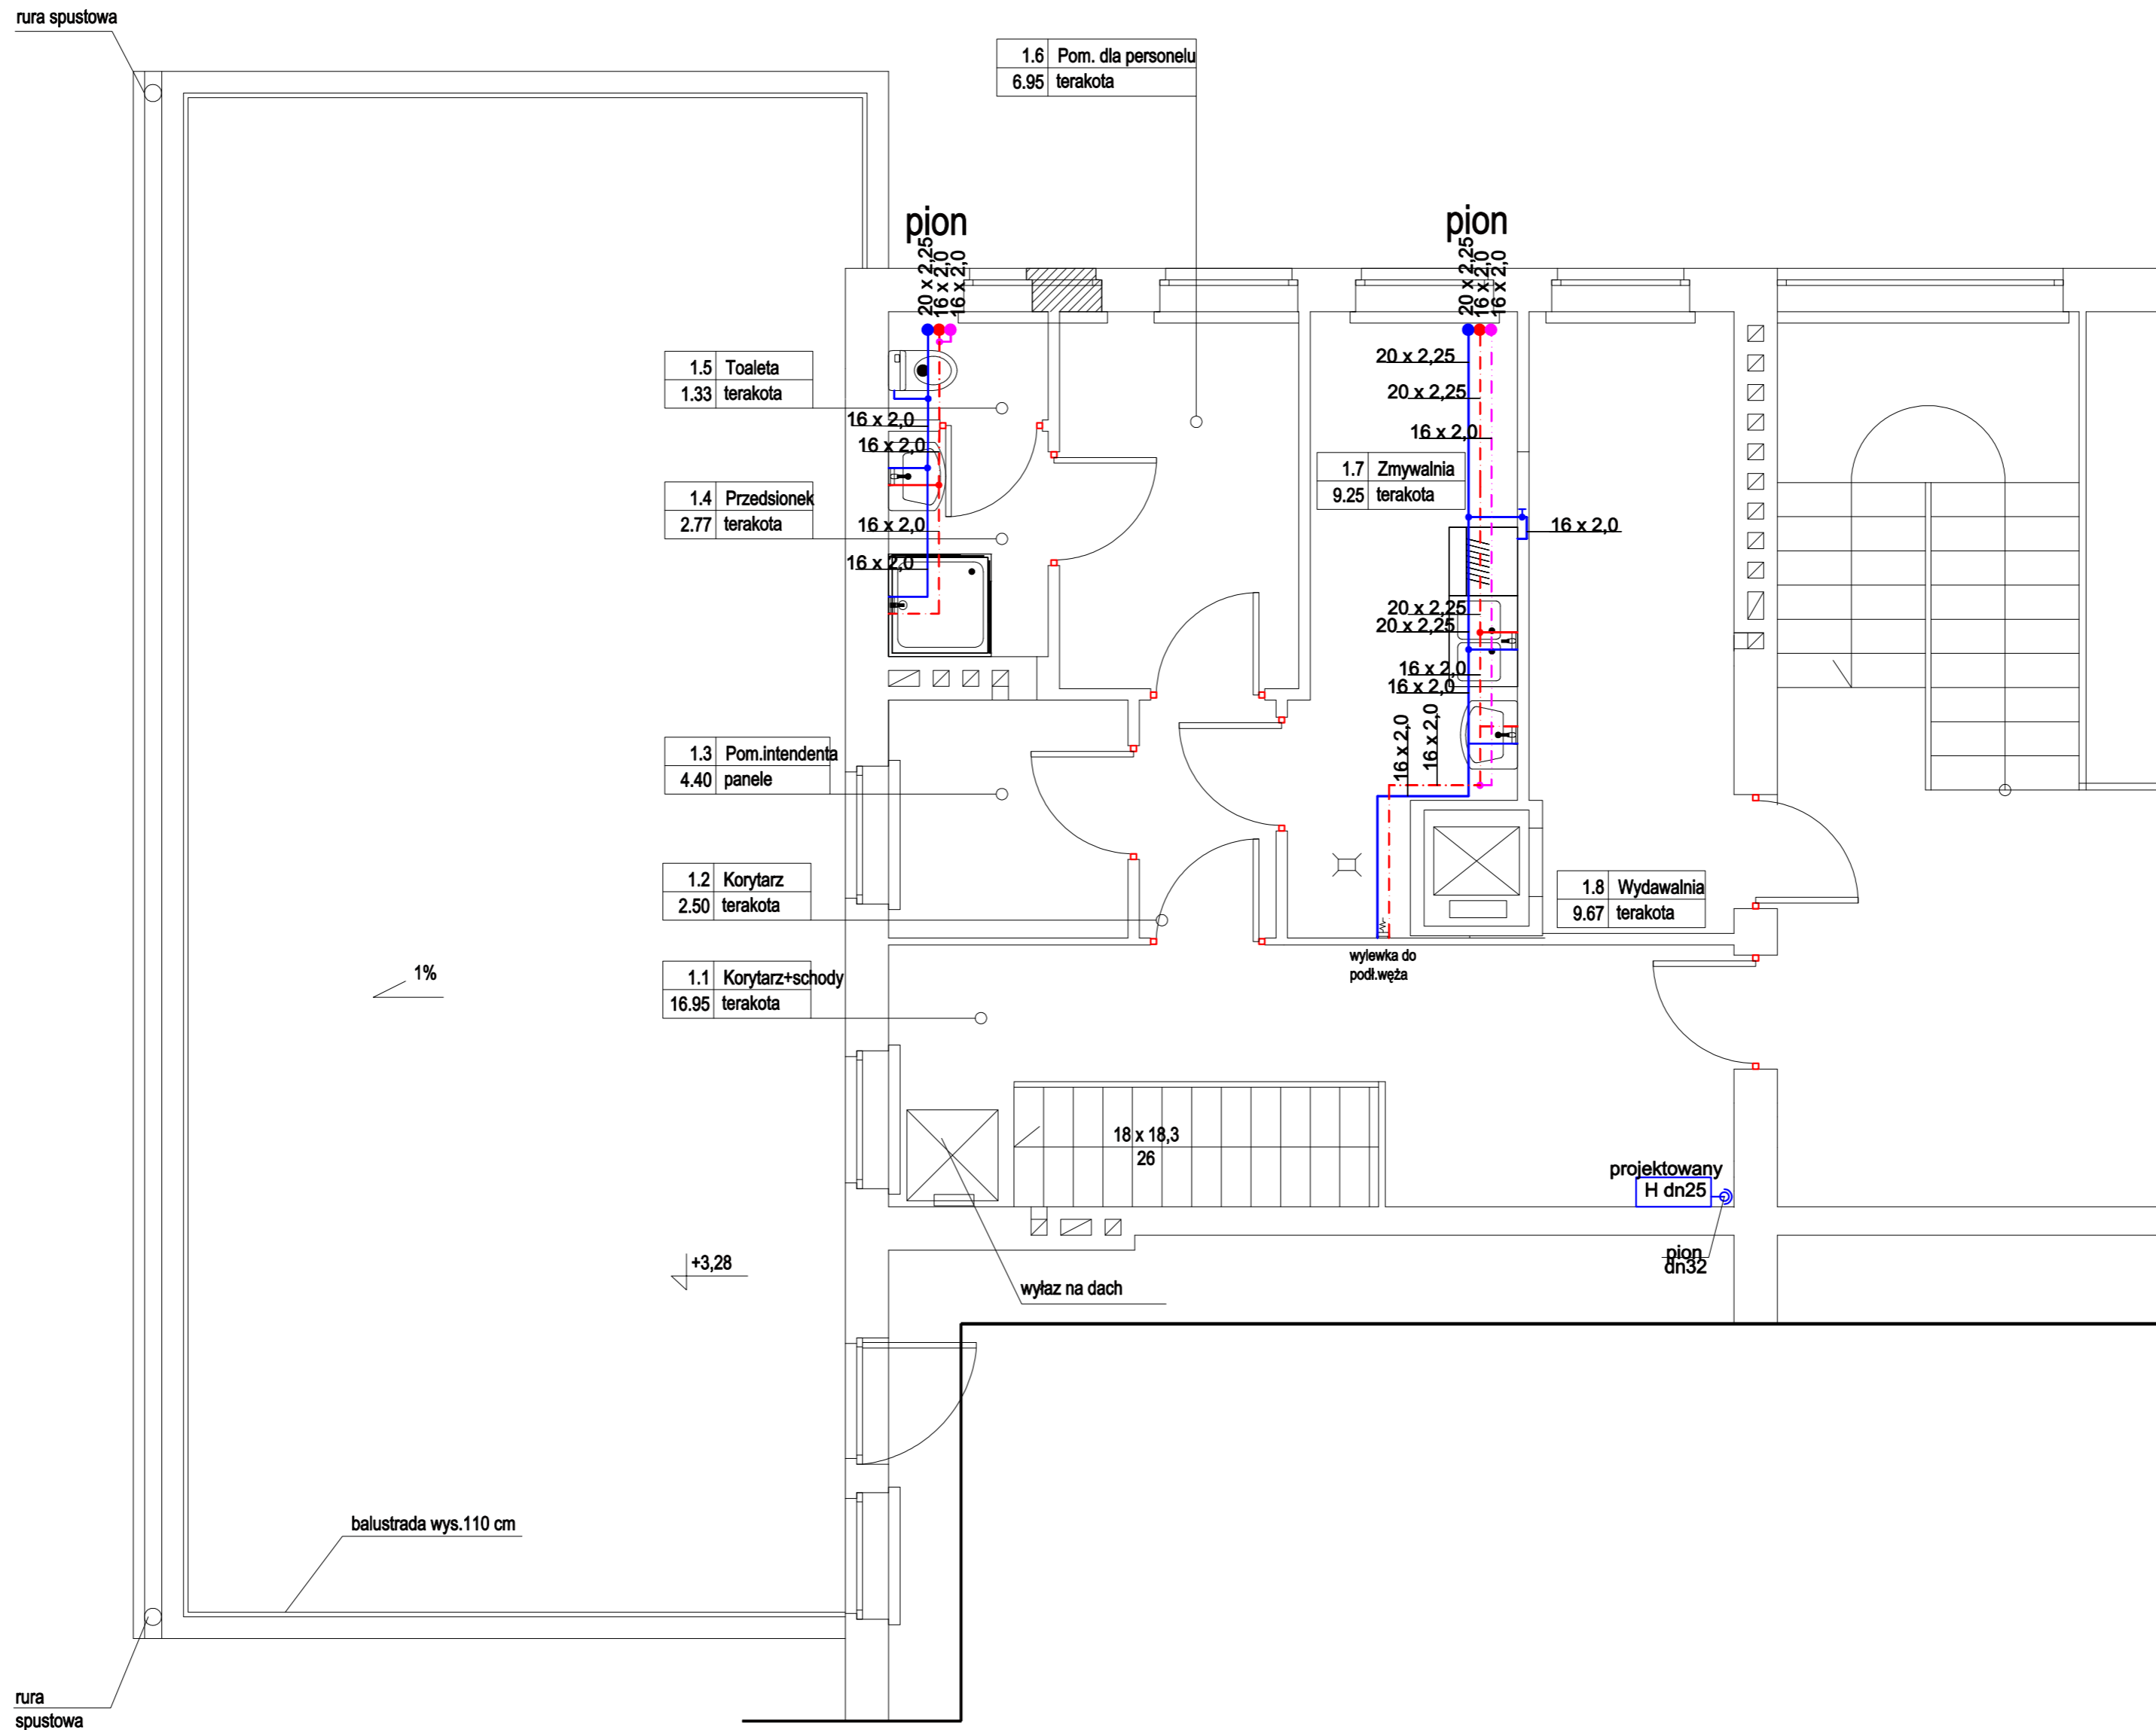 rura spustowa
1.6 Pom. dla personelu
6.95 terakota
pion
20 x 2,25
16 x 2,0
16 x 2,0
pion
20 x 2,25
16 x 2,0
16 x 2,0
1.5 Toaleta
1.33 terakota
16 x 2,0
16 x 2,0
1.4 Przedsionek
2.77 terakota
16 x 2,0
16 x 2,0
20 x 2,25
20 x 2,25
16 x 2,0
1.7 Zmywalnia
9.25 terakota
16 x 2,0
20 x 2,25
20 x 2,25
16 x 2,0
16 x 2,0
16 x 2,0
16 x 2,0
1.3 Pom.intendenta
4.40 panele
1.2 Korytarz
2.50 terakota
1.8 Wydawalnia
9.67 terakota
wylewka do
podł.węża
1.1 Korytarz+schody
16.95 terakota
1%
18 x 18,3
26
projektowany
H dn25
pion
dn32
+3,28
wyłaz na dach
balustrada wys.110 cm
rura
spustowa